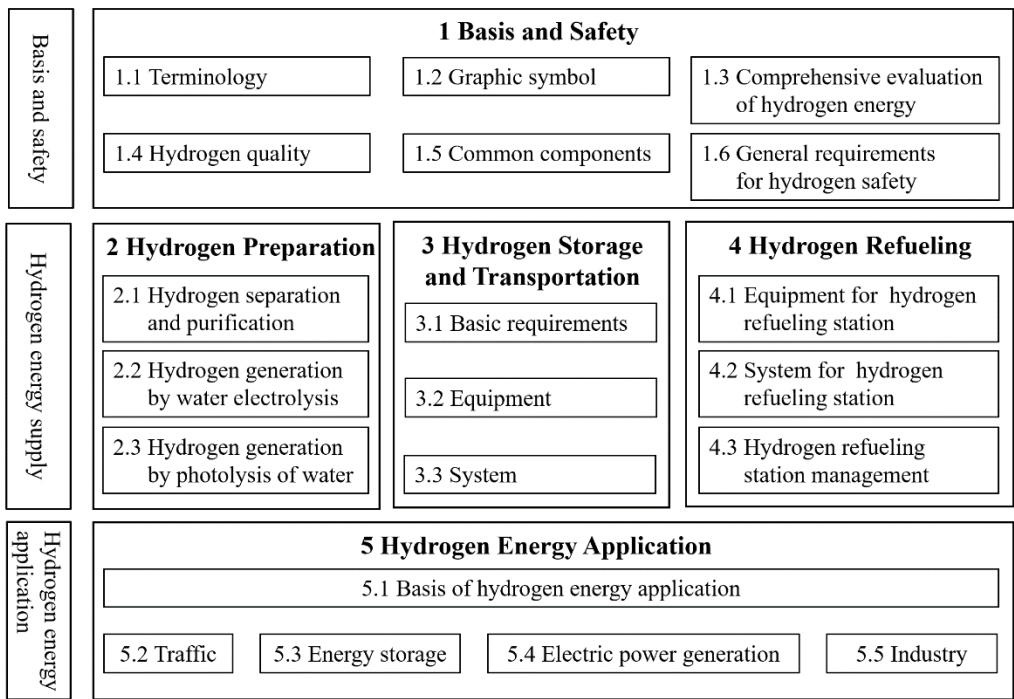 Basis and safety
1 Basis and Safety
1.1 Terminology
1.2 Graphic symbol
1.3 Comprehensive evaluation
of hydrogen energy
1.4 Hydrogen quality
1.5 Common components
1.6 General requirements
for hydrogen safety
Hydrogen energy supply
2 Hydrogen Preparation
2.1 Hydrogen separation
and purification
2.2 Hydrogen generation
by water electrolysis
2.3 Hydrogen generation
by photolysis of water
3 Hydrogen Storage
and Transportation
3.1 Basic requirements
3.2 Equipment
3.3 System
4 Hydrogen Refueling
4.1 Equipment for hydrogen
refueling station
4.2 System for hydrogen
refueling station
4.3 Hydrogen refueling
station management
Hydrogen energy
application
5 Hydrogen Energy Application
5.1 Basis of hydrogen energy application
5.2 Traffic
5.3 Energy storage
5.4 Electric power generation
5.5 Industry